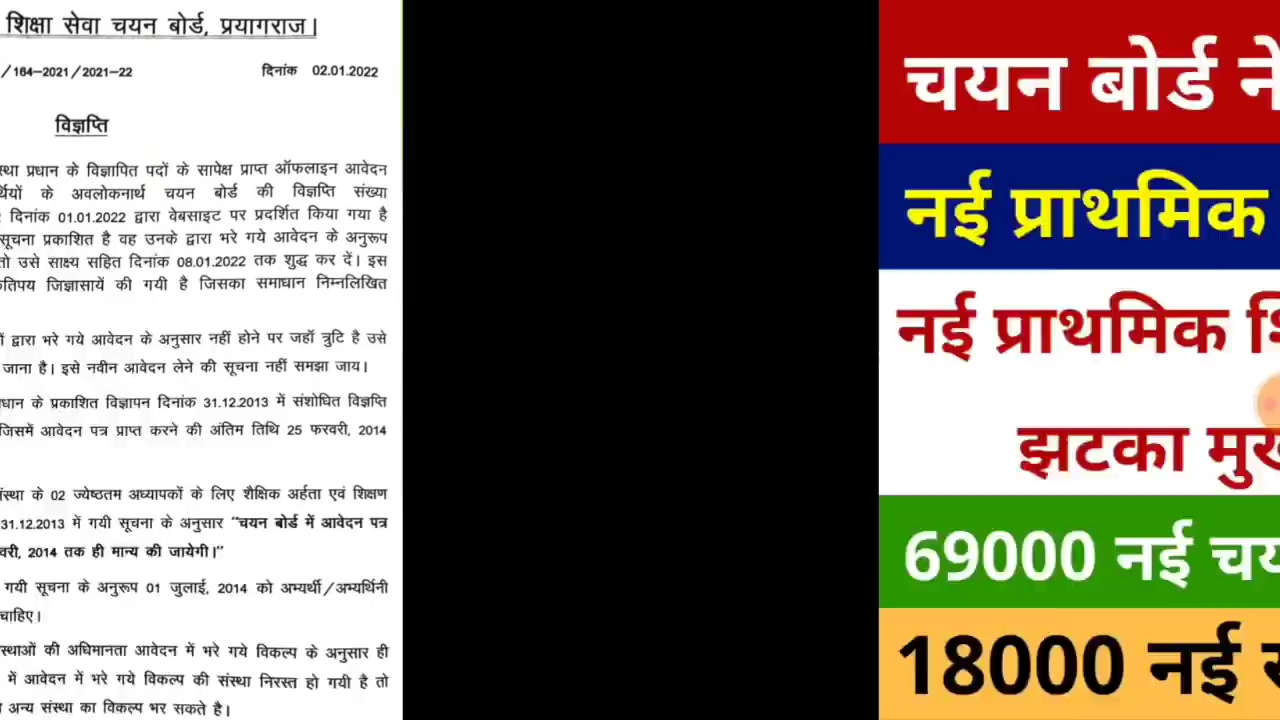 शिक्षा सेवा चयन बोर्ड, प्रयागराज।
/164-2021/2021-22 दिनांक 02.01.2022
विज्ञप्ति
स्था प्रधान के विज्ञापित पदों के सापेक्ष प्राप्त ऑफलाइन आवेदन
र्थियों के अवलोकनार्थ चयन बोर्ड की विज्ञप्ति संख्या
दिनांक 01.01.2022 द्वारा वेबसाइट पर प्रदर्शित किया गया है
सूचना प्रकाशित है वह उनके द्वारा भरे गये आवेदन के अनुरूप
तो उसे साक्ष्य सहित दिनांक 08.01.2022 तक शुद्ध कर दें। इस
तिपय जिज्ञासायें की गयी है जिसका समाधान निम्नलिखित
द्वारा भरे गये आवेदन के अनुसार नहीं होने पर जहॉ त्रुटि है उसे
जाना है। इसे नवीन आवेदन लेने की सूचना नहीं समझा जाय।
धान के प्रकाशित विज्ञापन दिनांक 31.12.2013 में संशोधित विज्ञप्ति
जिसमें आवेदन पत्र प्राप्त करने की अंतिम तिथि 25 फरवरी, 2014
संस्था के 02 ज्येष्ठतम अध्यापकों के लिए शैक्षिक अर्हता एवं शिक्षण
31.12.2013 में गयी सूचना के अनुसार "चयन बोर्ड में आवेदन पत्र
वरी, 2014 तक ही मान्य की जायेगी।"
गयी सूचना के अनुरूप 01 जुलाई, 2014 को अभ्यर्थी/अभ्यर्थिनी
चाहिए।
स्थाओं की अधिमानता आवेदन में भरे गये विकल्प के अनुसार ही
में आवेदन में भरे गये विकल्प की संस्था निरस्त हो गयी है तो
अन्य संस्था का विकल्प भर सकते है।
चयन बोर्ड ने
नई प्राथमिक
नई प्राथमिक शि
झटका मुख
69000 नई चय
18000 नई